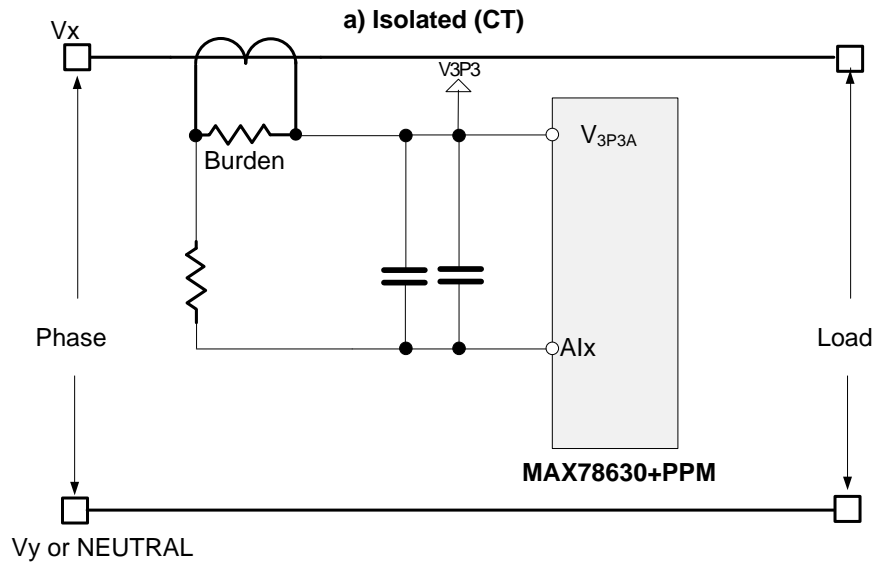 a) Isolated (CT)
Vx
V3P3
V3P3A
Burden
Phase
AIx
Load
MAX78630+PPM
Vy or NEUTRAL